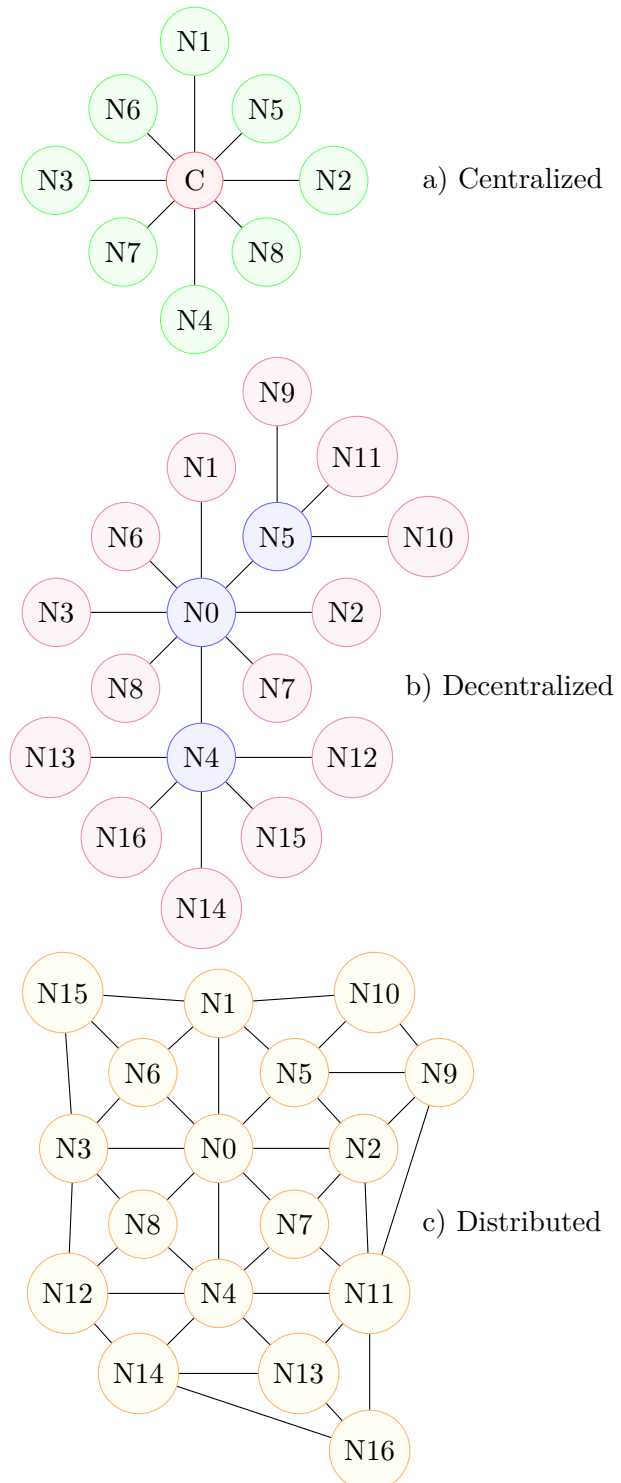 N1
N6
N5
N3
C
N2
a) Centralized
N7
N8
N4
N9
N11
N1
N6
N5
N10
N3
N0
N2
N8
N7
b) Decentralized
N13
N4
N12
N16
N15
N14
N15
N1
N10
N6
N5
N9
N3
N0
N2
N8
N7
c) Distributed
N12
N4
N11
N14
N13
N16